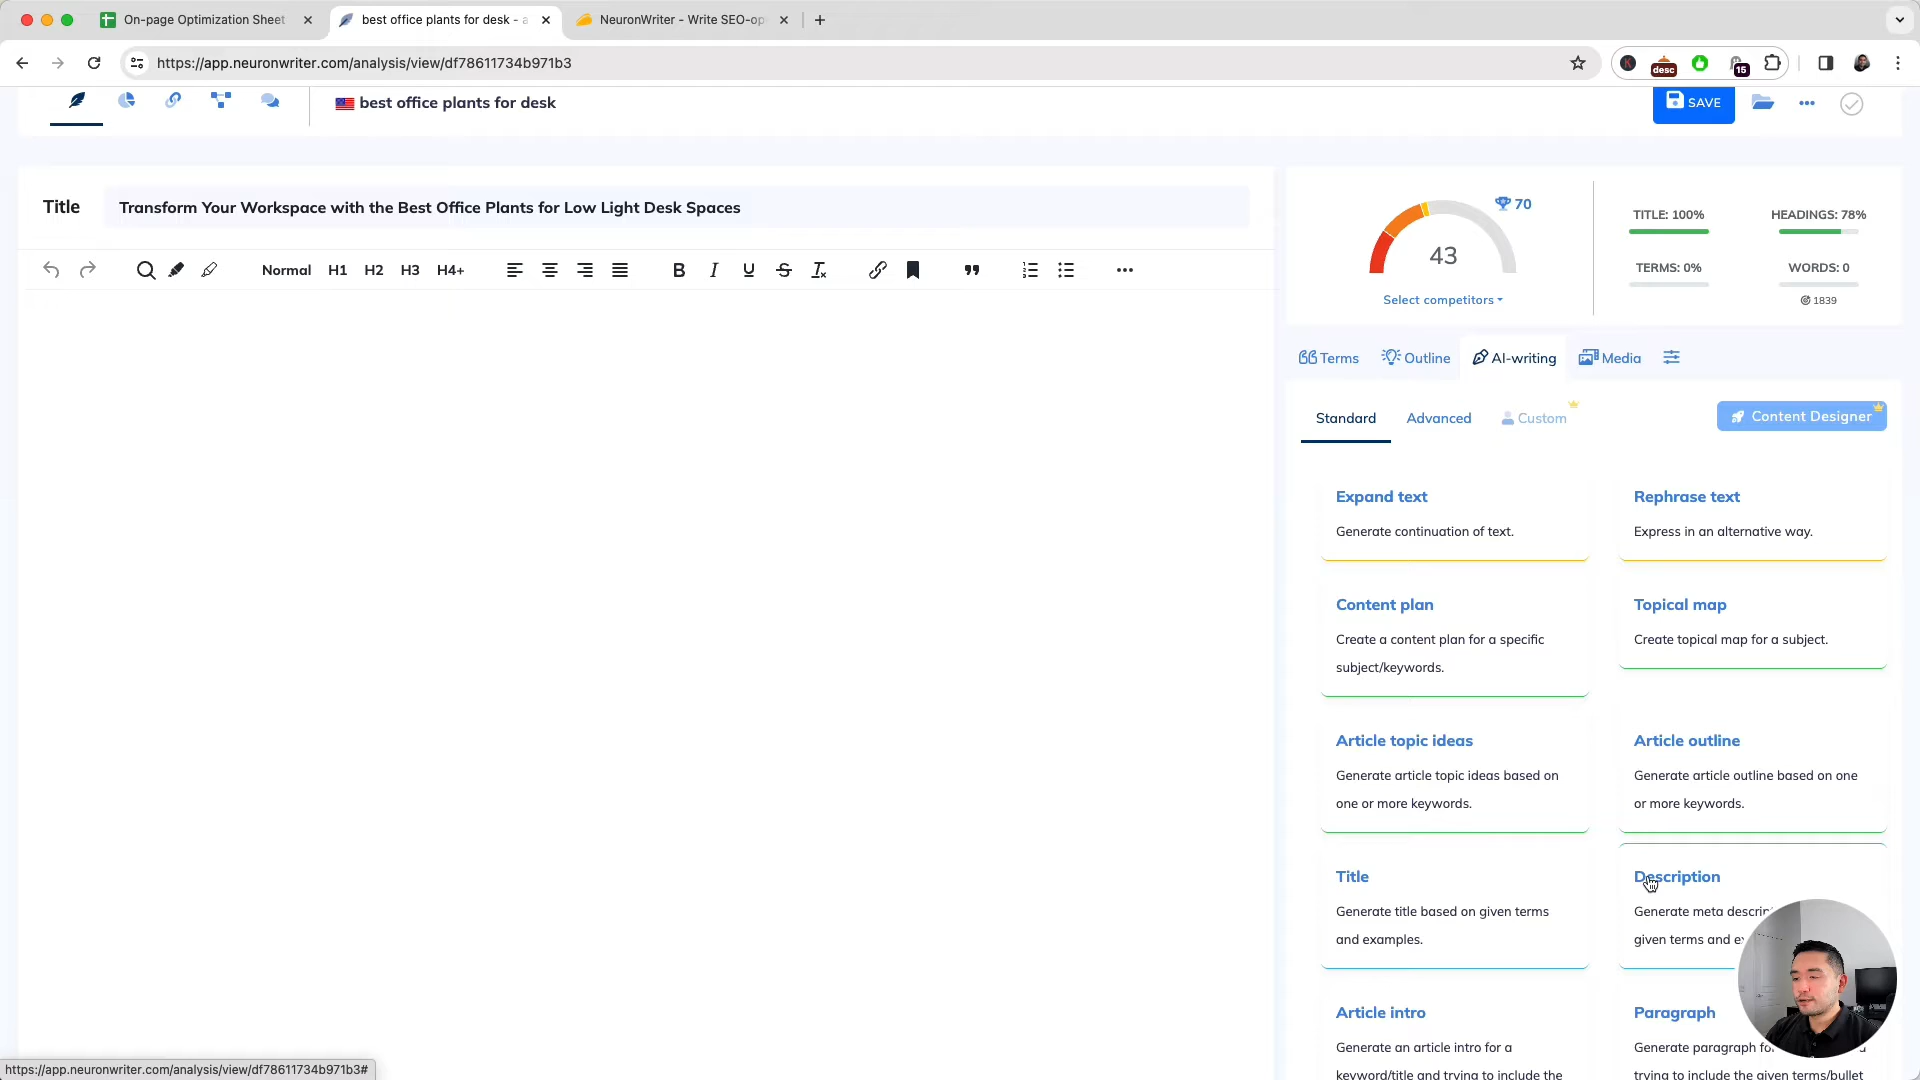 On-page Optimization Sheet
best office plants for desk - a
NeuronWriter - Write SEO-op
https://app.neuronwriter.com/analysis/view/df78611734b971b3
desc
15
best office plants for desk
SAVE
Title
Transform Your Workspace with the Best Office Plants for Low Light Desk Spaces
Normal H1 H2 H3 H4+
B I U S
70
43
Select competitors
TITLE: 100%
HEADINGS: 78%
TERMS: 0%
WORDS: 0
1839
Terms
Outline
AI-writing
Media
Standard
Advanced
Custom
Content Designer
Expand text
Generate continuation of text.
Rephrase text
Express in an alternative way.
Content plan
Create a content plan for a specific
subject/keywords.
Topical map
Create topical map for a subject.
Article topic ideas
Generate article topic ideas based on
one or more keywords.
Article outline
Generate article outline based on one
or more keywords.
Title
Generate title based on given terms
and examples.
Description
Generate meta descrip
given terms and ex
Article intro
Generate an article intro for a
keyword/title and trying to include the
Paragraph
Generate paragraph fo
trying to include the given terms/bullet
https://app.neuronwriter.com/analysis/view/df78611734b971b3#